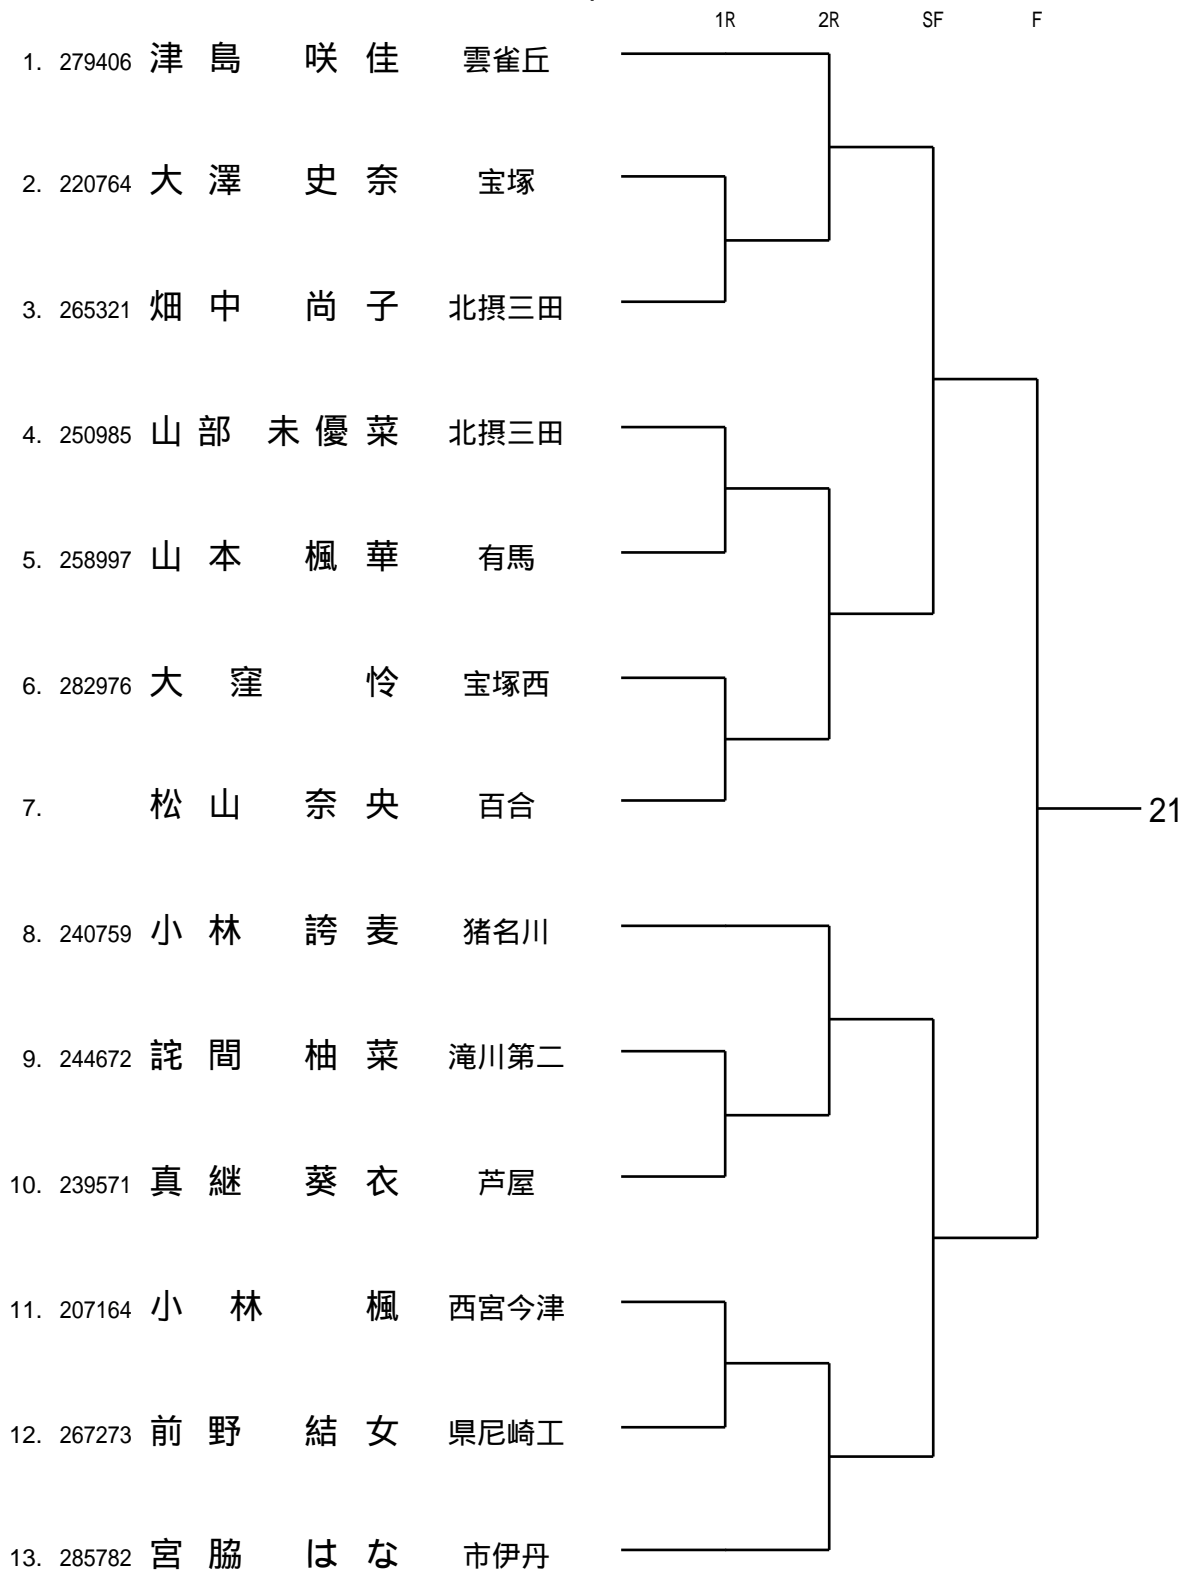 1R 2R SF F
1. 279406 津島 咲佳 雲雀丘
2. 220764 大澤 史奈 宝塚
3. 265321 畑中 尚子 北摂三田
4. 250985 山部 未優菜 北摂三田
5. 258997 山本 楓華 有馬
6. 282976 大窪 怜 宝塚西
7. 松山 奈央 百合
21
8. 240759 小林 誇麦 猪名川
9. 244672 詫間 柚菜 滝川第二
10. 239571 真継 葵衣 芦屋
11. 207164 小林 楓 西宮今津
12. 267273 前野 結女 県尼崎工
13. 285782 宮脇 はな 市伊丹